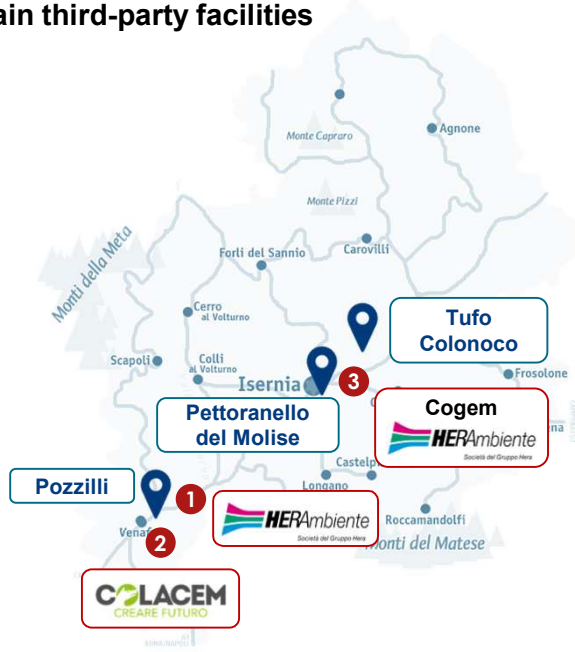 ain third-party facilities
Agnone
Monte Capraro
Monte Pizzi
Monti della Meta
Forlì del Sannio
Carovilli
Cerro
al Volturno
Tufo
Colonoco
Scapoli
Colli
al Volturno
Isernia
3
Frosolone
Pettoranello
del Molise
Cogem
HERAmbiente
Società del Gruppo Hera
Castelp
Longano
Pozzilli
1
HERAmbiente
Società del Gruppo Hera
Roccamandolfi
Monti del Matese
Venaf
2
COLACEM
CREARE FUTURO